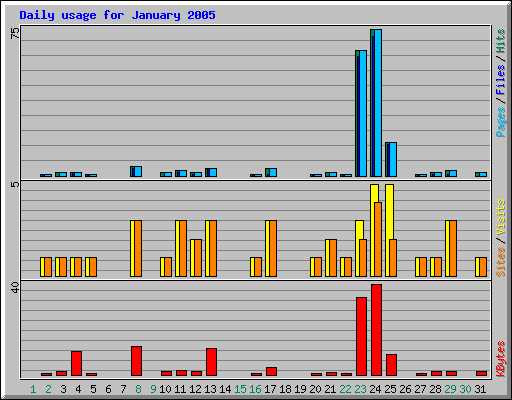 Daily usage for January 2005
75
Pages / Files / Hits
5
Sites / Visits
40
KBytes
1 2 3 4 5 6 7 8 9 10 11 12 13 14 15 16 17 18 19 20 21 22 23 24 25 26 27 28 29 30 31